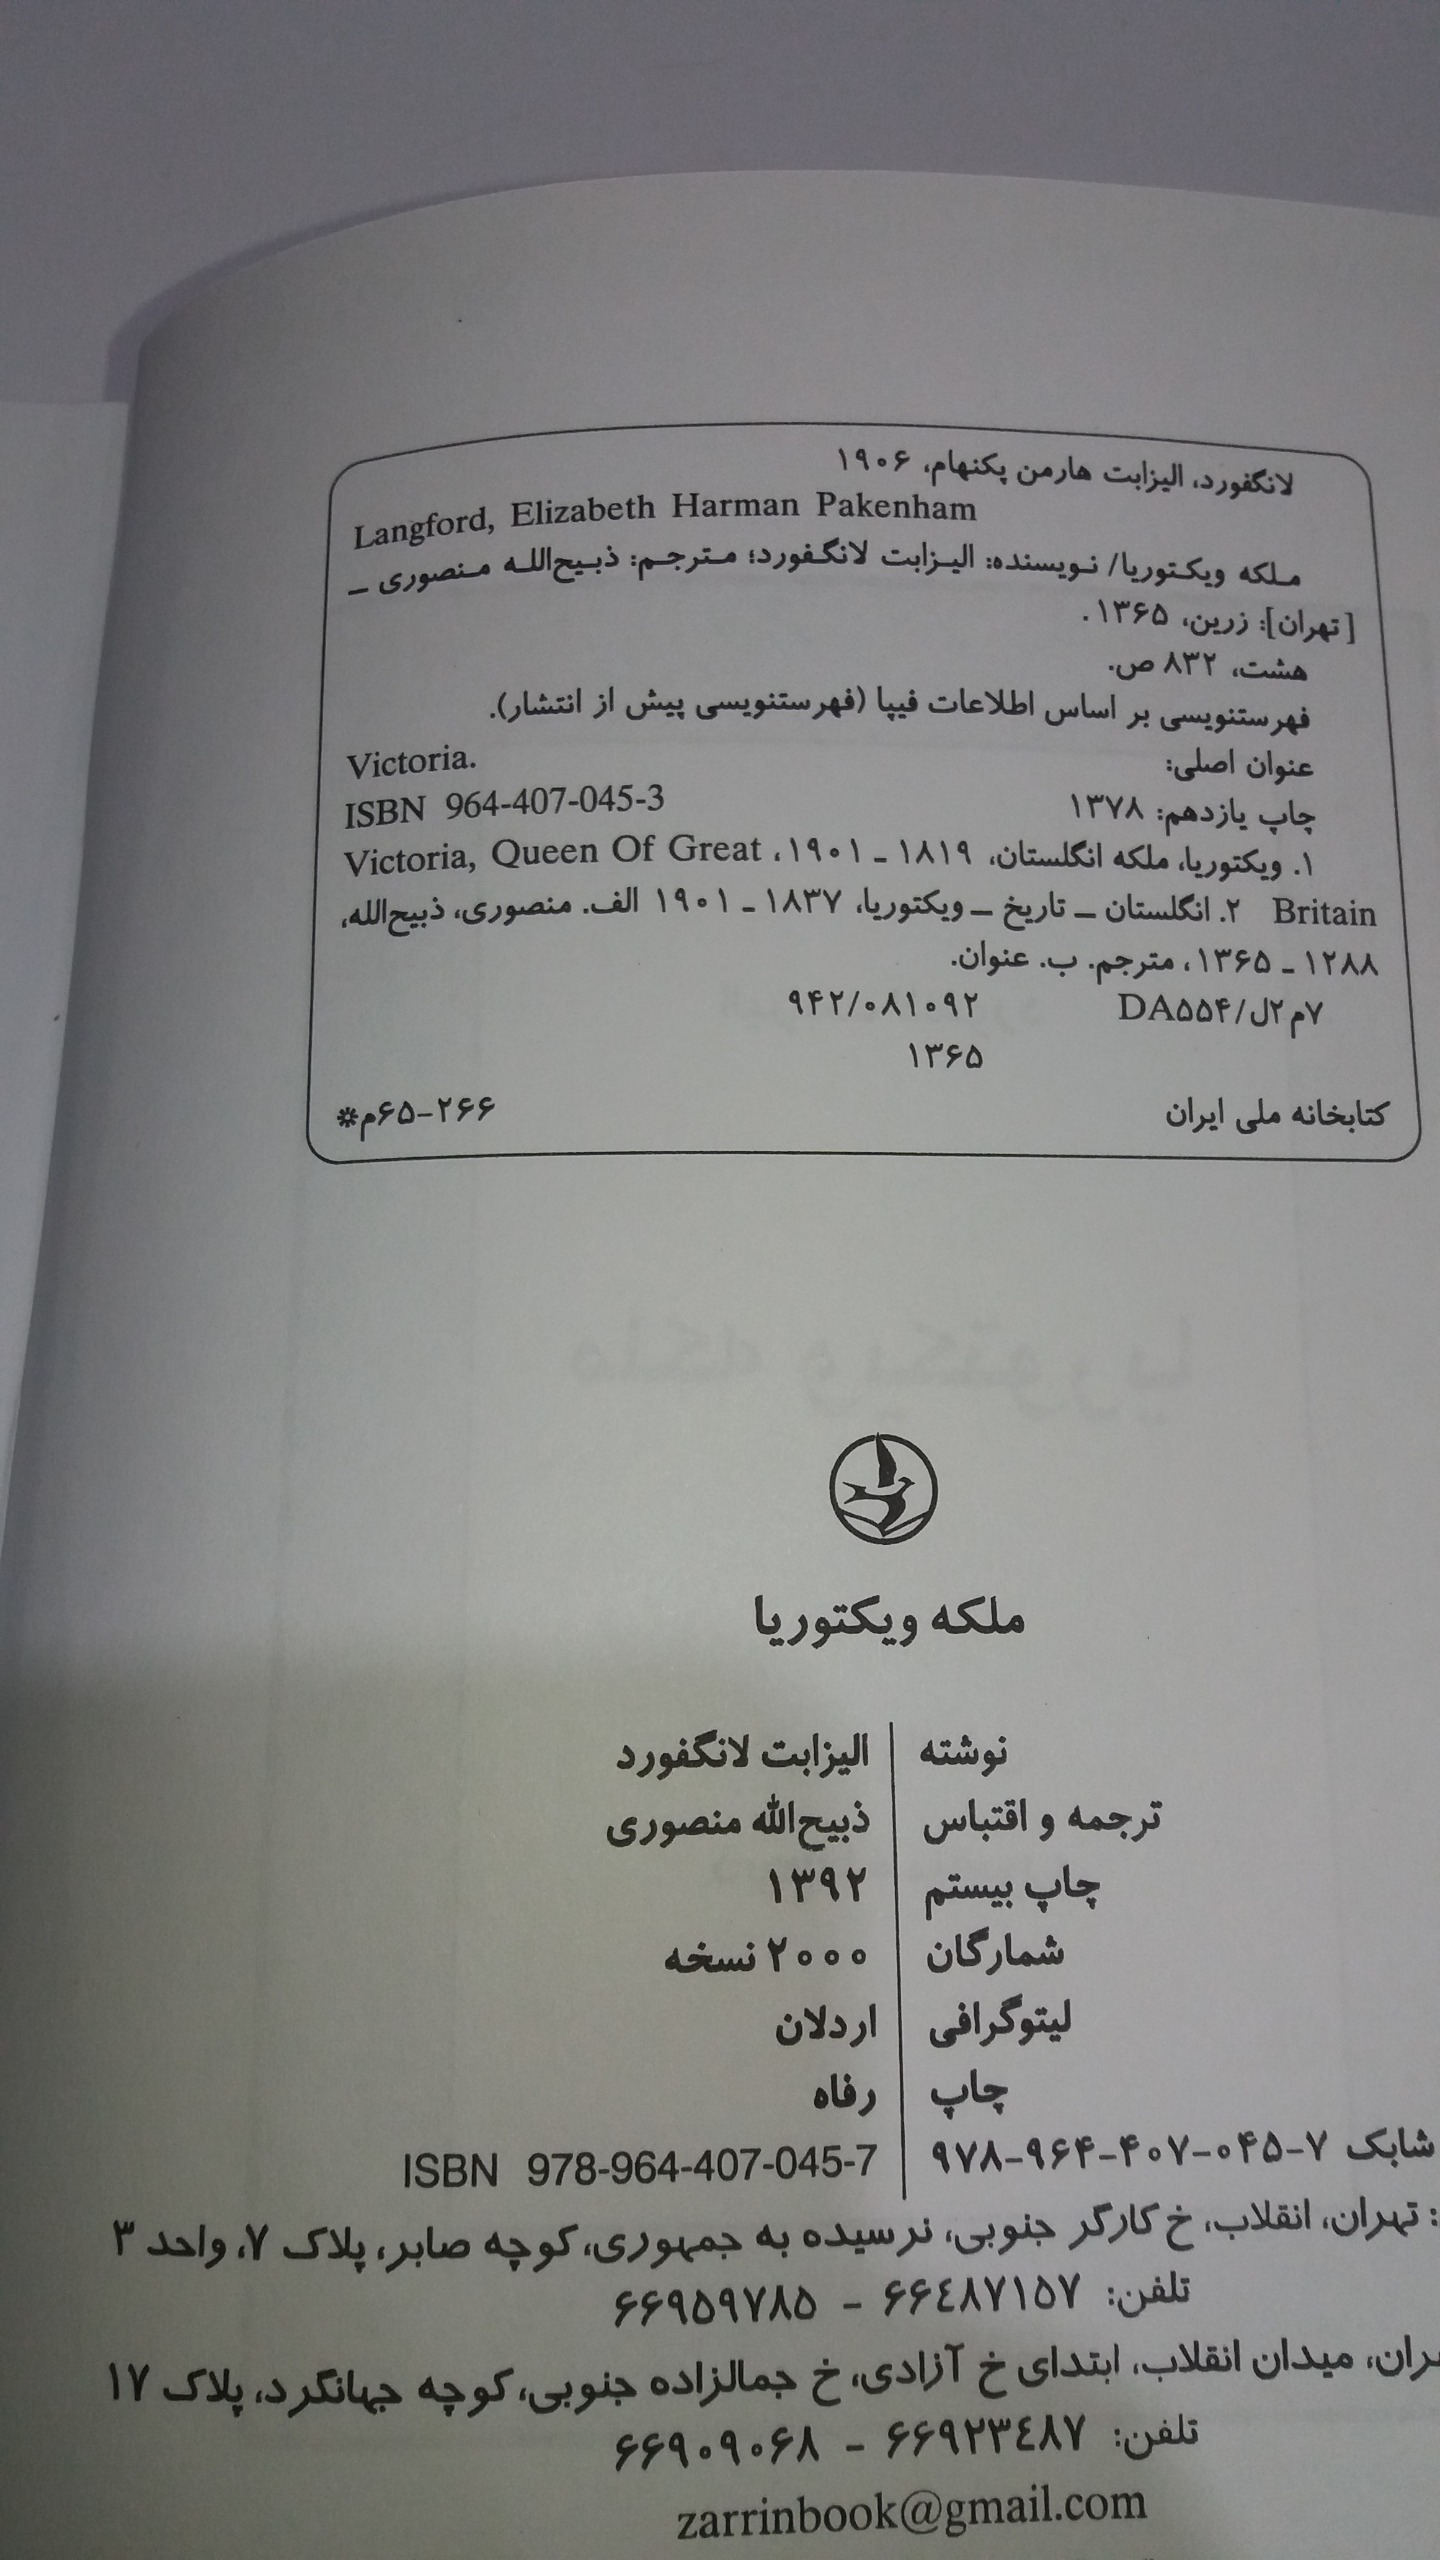 لانگفورد، الیزابت هارمن پکنهام، ۱۹۰۶
Langford, Elizabeth Harman Pakenham
ملکه ویکتوریا/ نویسنده: الیزابت لانگفورد؛ مترجم: ذبیح‌الله منصوری ـ
[تهران]: زرین، ۱۳۶۵.
هشت، ۸۳۲ ص.
فهرستنویسی بر اساس اطلاعات فیپا (فهرستنویسی پیش از انتشار).
عنوان اصلی: Victoria.
چاپ یازدهم: ۱۳۷۸ ISBN 964-407-045-3
۱. ویکتوریا، ملکه انگلستان، ۱۸۱۹ ـ ۱۹۰۱، Victoria, Queen Of Great
Britain ۲. انگلستان ـ تاریخ ـ ویکتوریا، ۱۸۳۷ ـ ۱۹۰۱ الف. منصوری، ذبیح‌الله،
۱۲۸۸ ـ ۱۳۶۵، مترجم. ب. عنوان.
۷م۲ل/DA۵۵۴ ۹۴۲/۰۸۱۰۹۲
۱۳۶۵
کتابخانه ملی ایران ۲۶۶-۶۵م*
ملکه ویکتوریا
نوشته الیزابت لانگفورد
ترجمه و اقتباس ذبیح‌الله منصوری
چاپ بیستم ۱۳۹۲
شمارگان ۲۰۰۰ نسخه
لیتوگرافی اردلان
چاپ رفاه
شابک ۷-۰۴۵-۴۰۷-۹۶۴-۹۷۸ ISBN 978-964-407-045-7
: تهران، انقلاب، خ کارگر جنوبی، نرسیده به جمهوری، کوچه صابر، پلاک ۷، واحد ۳
تلفن: ۶۶۴۸۷۱۵۷ - ۶۶۹۵۹۷۸۵
میدان انقلاب، ابتدای خ آزادی، خ جمالزاده جنوبی، کوچه جهانگرد، پلاک ۱۷
تلفن: ۶۶۹۲۳۴۸۷ - ۶۶۹۰۹۰۶۸
zarrinbook@gmail.com